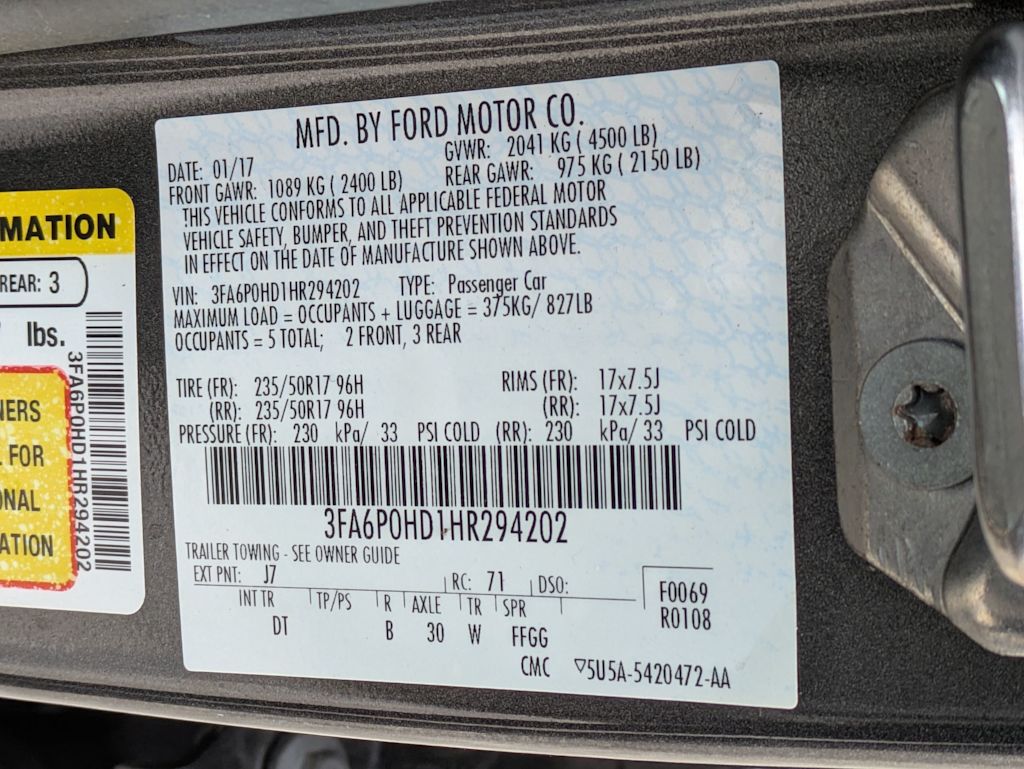 MATION
REAR: 3
lbs.
NERS
FOR
ONAL
ATION
3FA6P0HD1HR294202
MFD. BY FORD MOTOR CO.
DATE: 01/17 GVWR: 2041 KG ( 4500 LB)
FRONT GAWR: 1089 KG ( 2400 LB) REAR GAWR: 975 KG ( 2150 LB)
THIS VEHICLE CONFORMS TO ALL APPLICABLE FEDERAL MOTOR
VEHICLE SAFETY, BUMPER, AND THEFT PREVENTION STANDARDS
IN EFFECT ON THE DATE OF MANUFACTURE SHOWN ABOVE.
VIN: 3FA6P0HD1HR294202 TYPE: Passenger Car
MAXIMUM LOAD = OCCUPANTS + LUGGAGE = 375KG/ 827LB
OCCUPANTS = 5 TOTAL; 2 FRONT, 3 REAR
TIRE (FR): 235/50R17 96H RIMS (FR): 17x7.5J
(RR): 235/50R17 96H (RR): 17x7.5J
PRESSURE (FR): 230 kPa/ 33 PSI COLD (RR): 230 kPa/ 33 PSI COLD
3FA6P0HD1HR294202
TRAILER TOWING - SEE OWNER GUIDE
EXT PNT: J7 RC: 71 DSO: F0069
INT TR TP/PS R AXLE TR SPR R0108
DT B 30 W FFGG
CMC ▽5U5A-5420472-AA